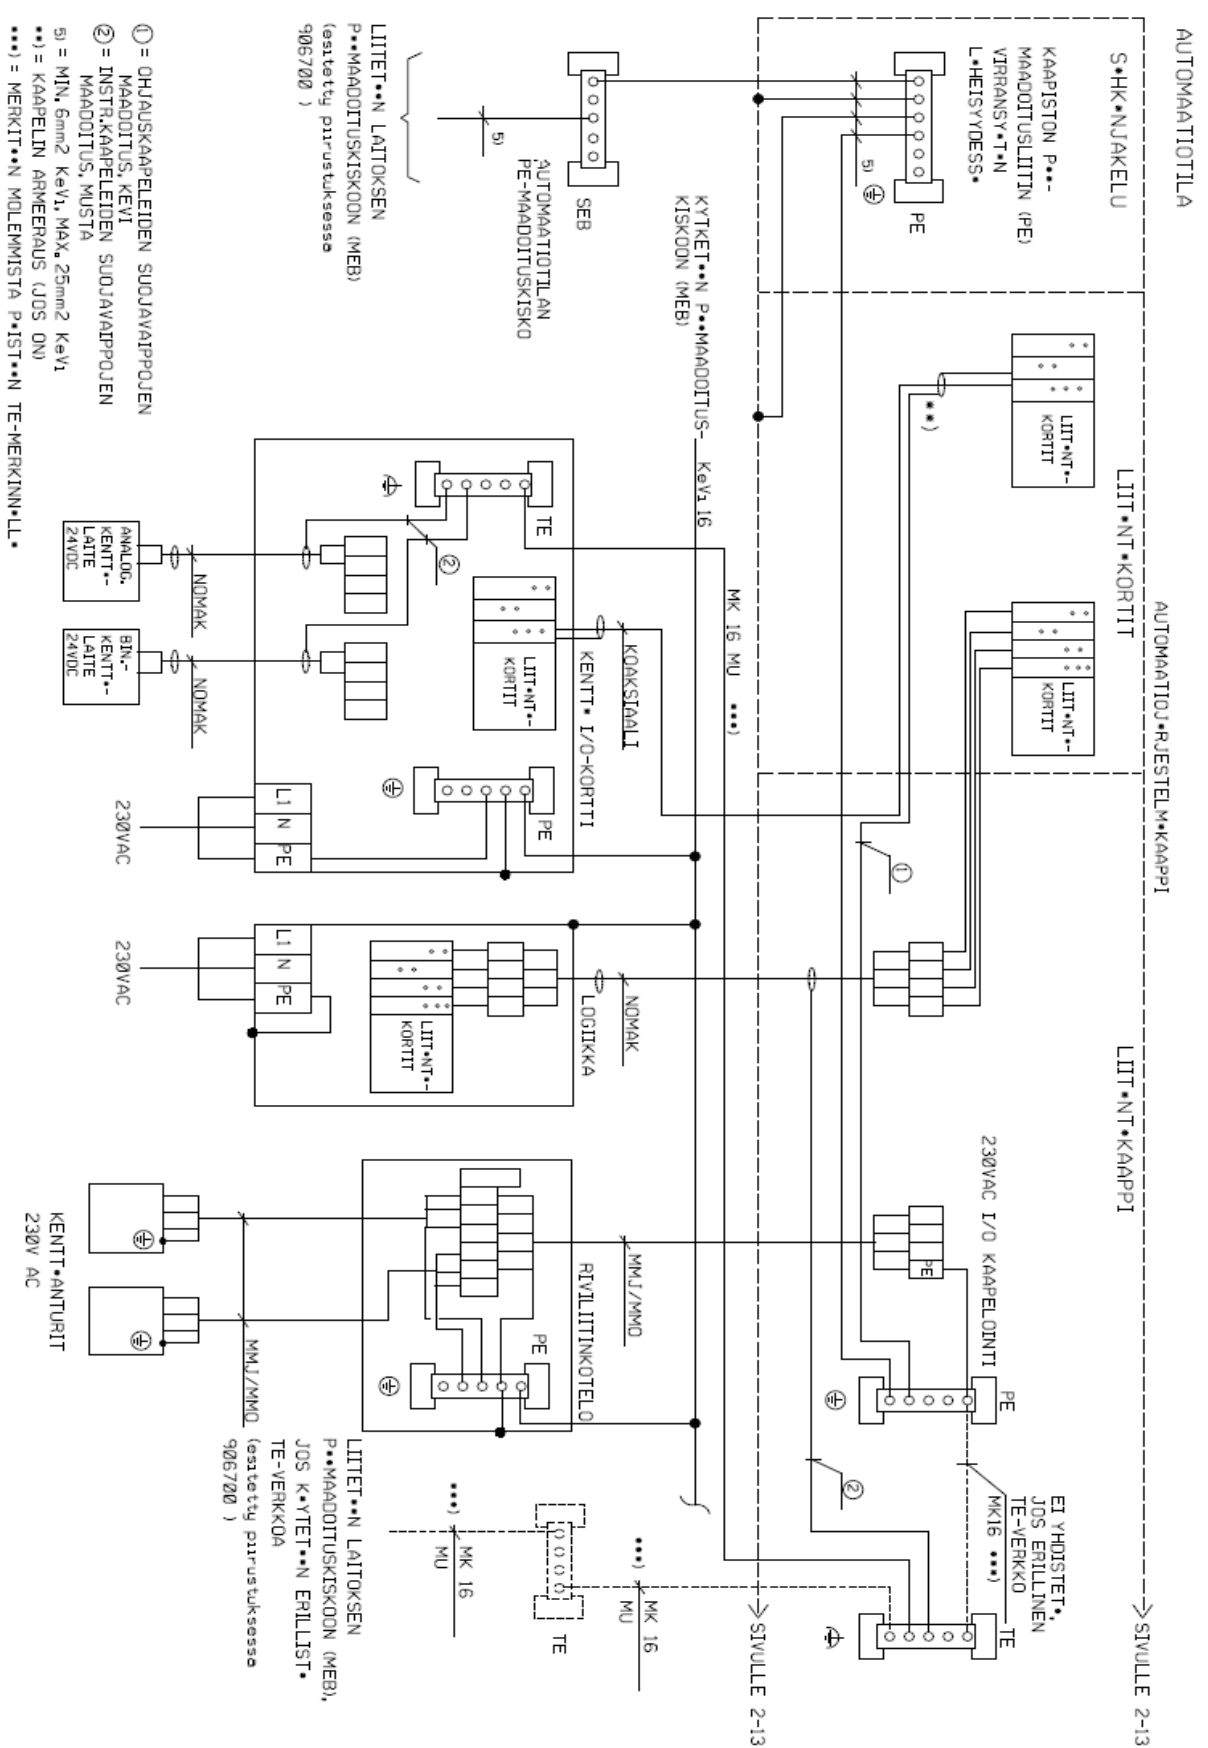 AUTOMAATIOTILA
S•HK•NJAKELU
KAAPISTON P••-
MAADOITUSLIITIN (PE)
VIRRANSY•T•N
L•HEISYYDESS•
PE
5)
AUTOMAATIOJ•RJESTELM•KAAPPI
LIIT•NT•KORTIT
LIIT•NT•-
KORTIT
LIIT•NT•-
KORTIT
••)
1
LIIT•NT•KAAPPI
230VAC I/O KAAPELOINTI
PE
PE
2
EI YHDISTET•,
JOS ERILLINEN
TE-VERKKO
MK16 •••)
TE
SIVULLE 2-13
SIVULLE 2-13
SEB
AUTOMAATIOTILAN
PE-MAADOITUSKISKO
5)
LIITET••N LAITOKSEN
P••MAADOITUSKISKOON (MEB)
(esitetty piirustuksessa
906700 )
KYTKET••N P••MAADOITUS-
KISKOON (MEB)
KeVi 16
MK 16 MU •••)
TE
2
KOAKSIAALI
KENTT• I/O-KORTTI
LIIT•NT•-
KORTIT
PE
L1 N PE
230VAC
NOMAK
NOMAK
ANALOG.
KENTT•-
LAITE
24VDC
BIN.-
KENTT•-
LAITE
24VDC
NOMAK
LOGIIKKA
LIIT•NT•-
KORTIT
L1 N PE
230VAC
MMJ/MMO
RIVILIITINKOTELO
PE
MMJ/MMO
KENTT•ANTURIT
230V AC
•••)
MK 16
MU
TE
•••)
MK 16
MU
LIITET••N LAITOKSEN
P••MAADOITUSKISKOON (MEB),
JOS K•YTET••N ERILLIST•
TE-VERKKOA
(esitetty piirustuksessa
906700 )
1 = OHJAUSKAAPELEIDEN SUOJAVAIPPOJEN
MAADOITUS, KEVI
2 = INSTR.KAAPELEIDEN SUOJAVAIPPOJEN
MAADOITUS, MUSTA
5) = MIN. 6mm2 KeVi, MAX. 25mm2 KeVi
••) = KAAPELIN ARMEERAUS (JOS ON)
•••) = MERKIT••N MOLEMMISTA P•IST••N TE-MERKINN•LL•